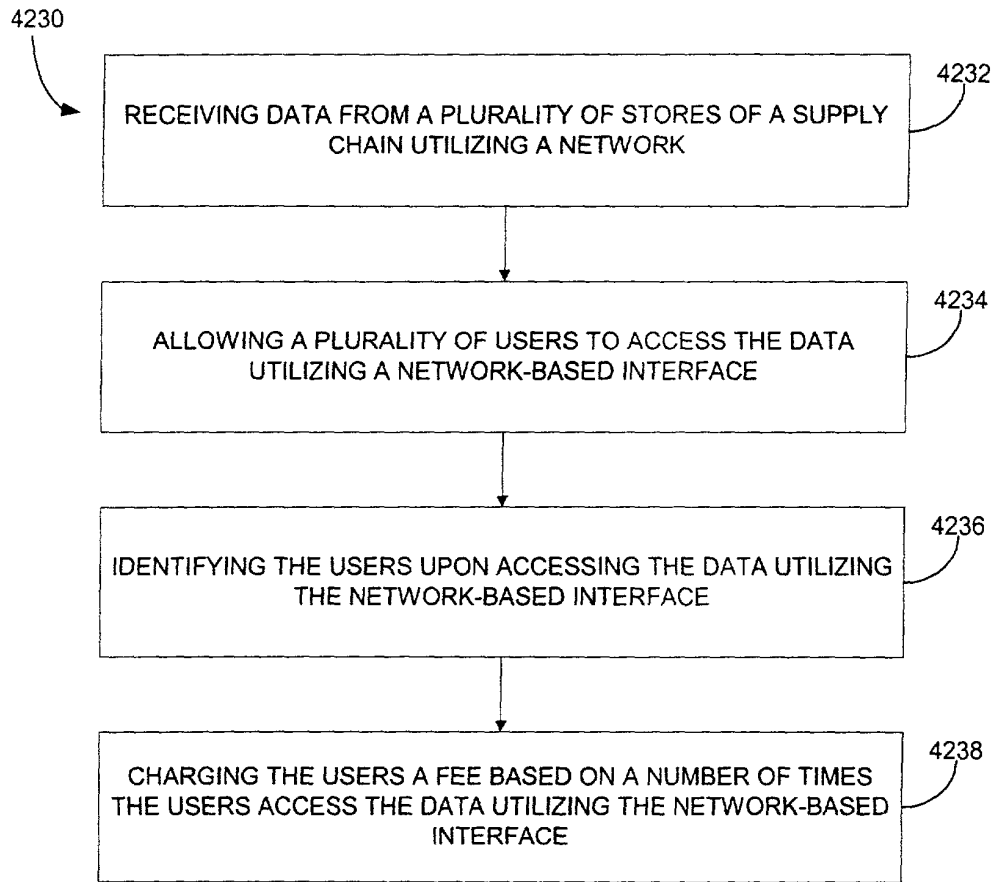 4230
4232
RECEIVING DATA FROM A PLURALITY OF STORES OF A SUPPLY
CHAIN UTILIZING A NETWORK
4234
ALLOWING A PLURALITY OF USERS TO ACCESS THE DATA
UTILIZING A NETWORK-BASED INTERFACE
4236
IDENTIFYING THE USERS UPON ACCESSING THE DATA UTILIZING
THE NETWORK-BASED INTERFACE
4238
CHARGING THE USERS A FEE BASED ON A NUMBER OF TIMES
THE USERS ACCESS THE DATA UTILIZING THE NETWORK-BASED
INTERFACE